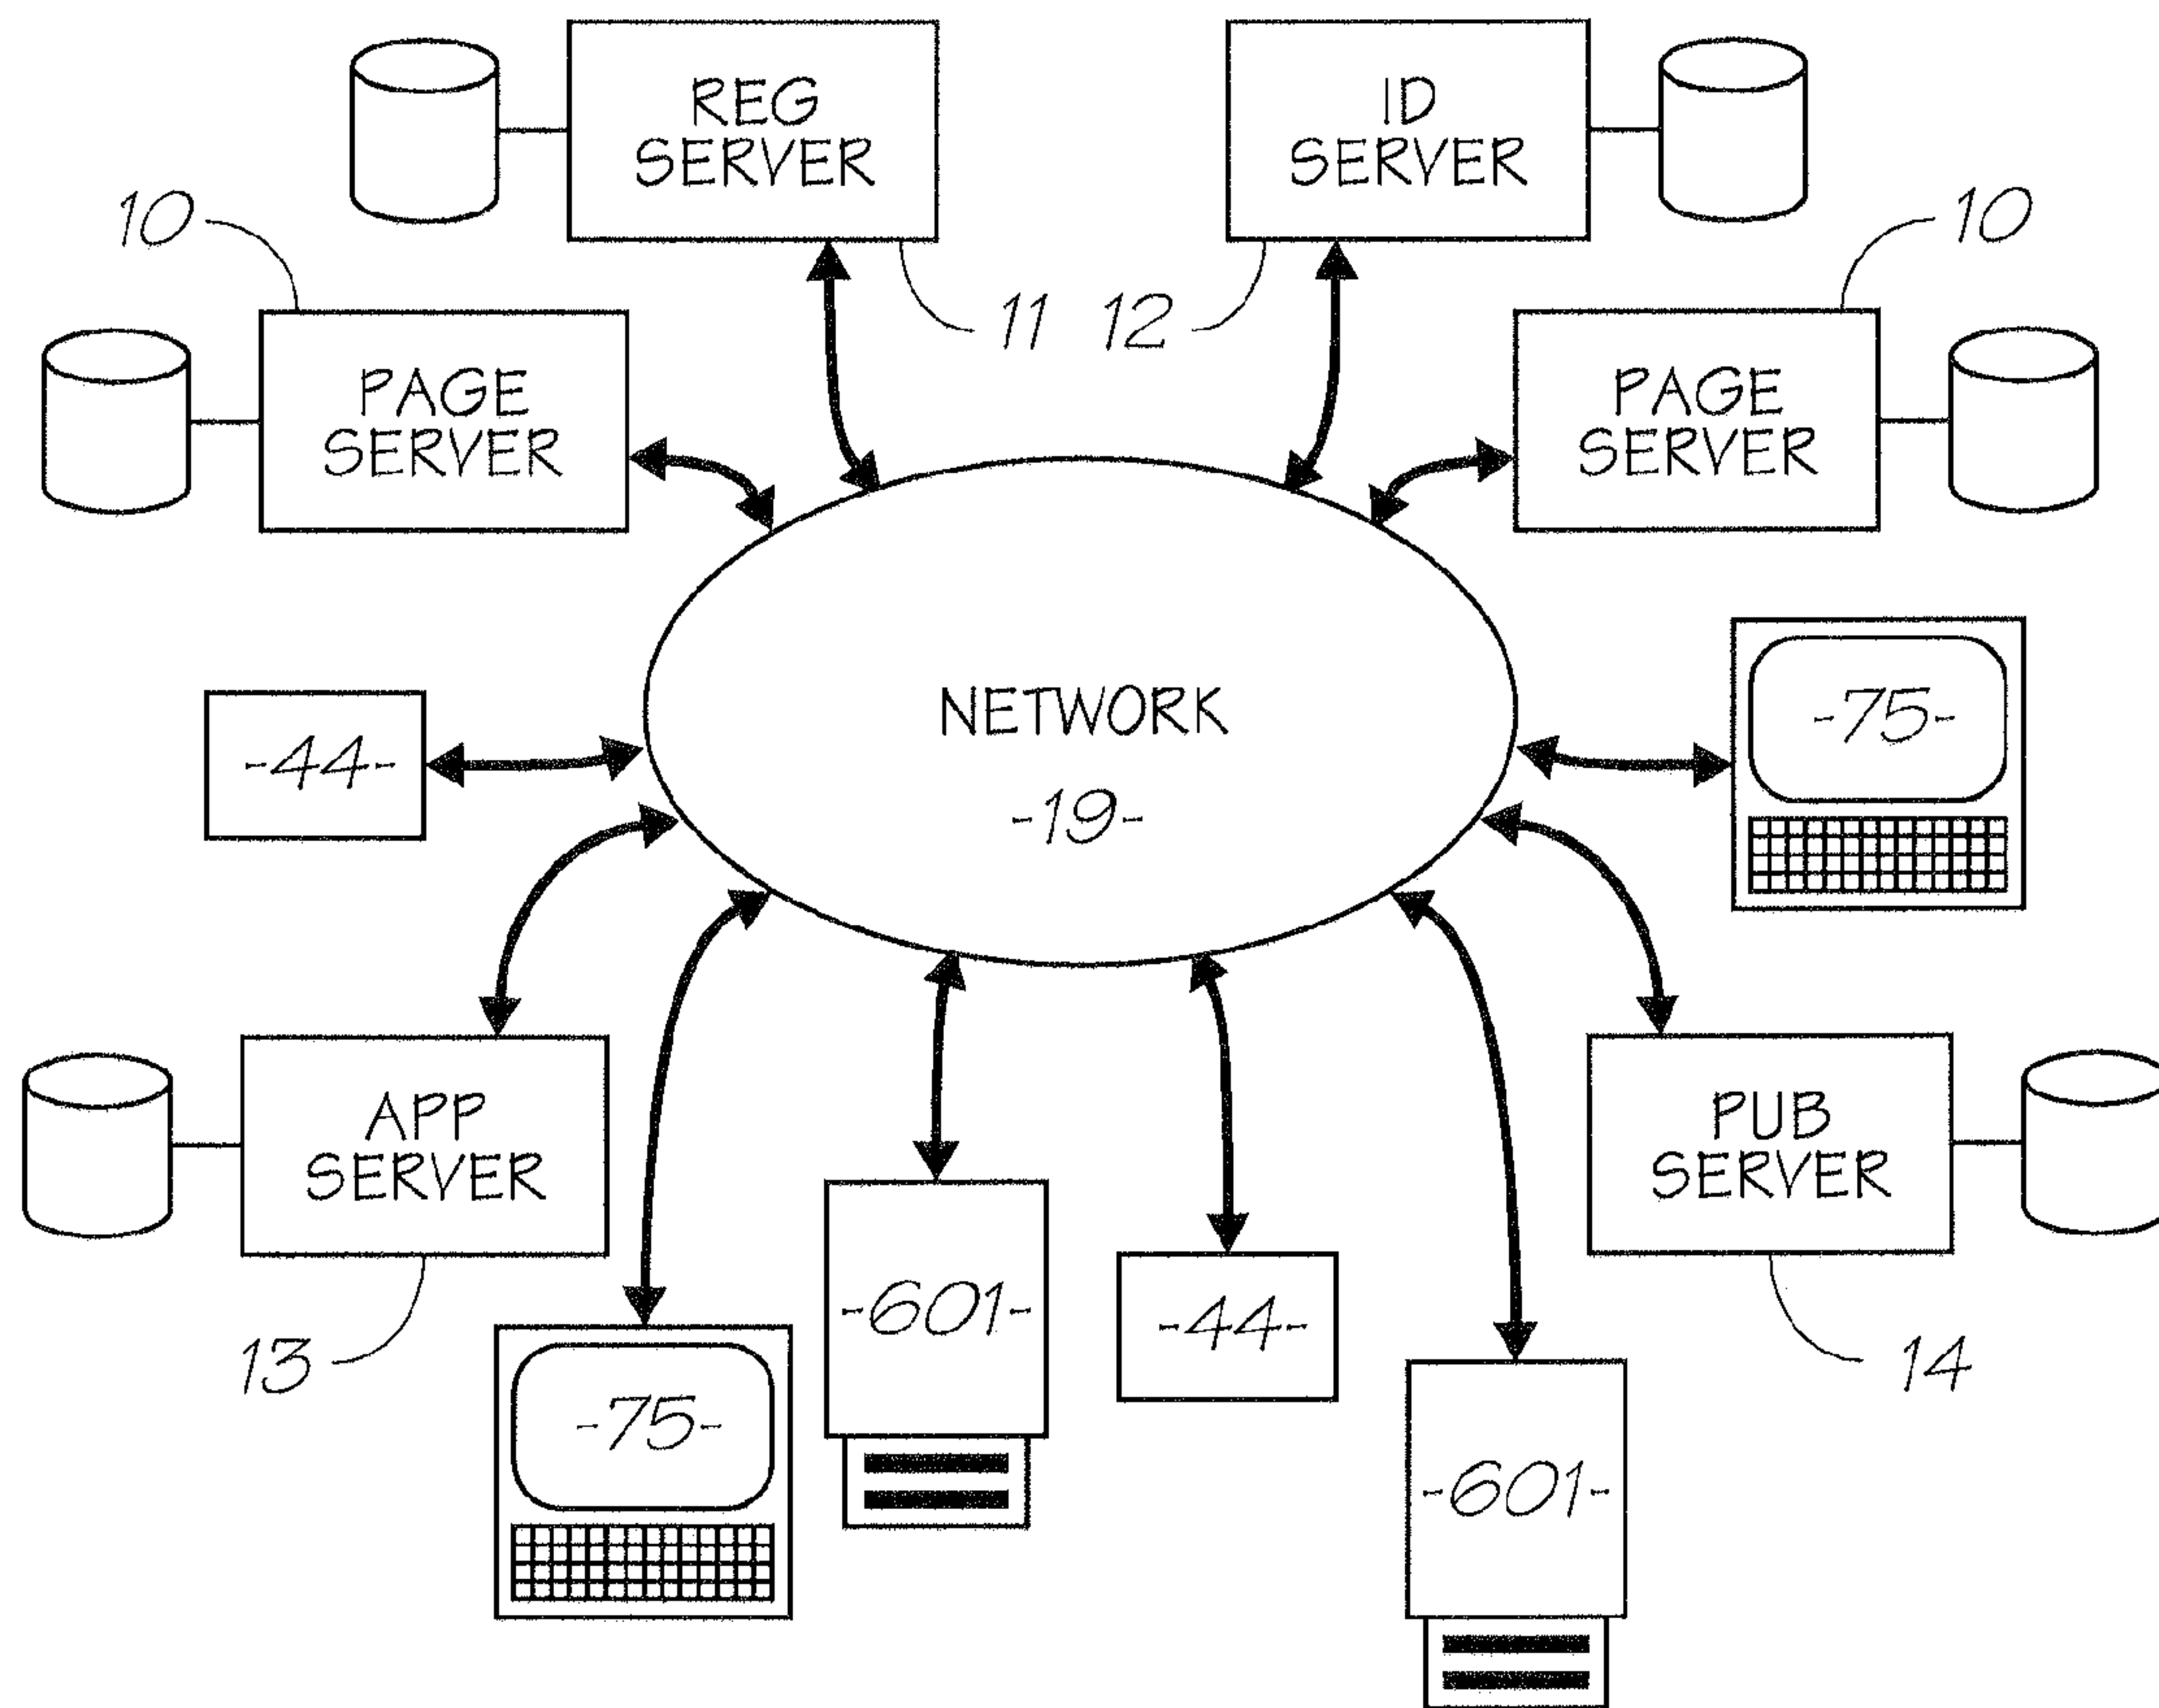 REG
SERVER
ID
SERVER
10
10
11
12
PAGE
SERVER
PAGE
SERVER
NETWORK
-19-
-44-
-75-
APP
SERVER
PUB
SERVER
13
14
-75-
-601-
-44-
-601-